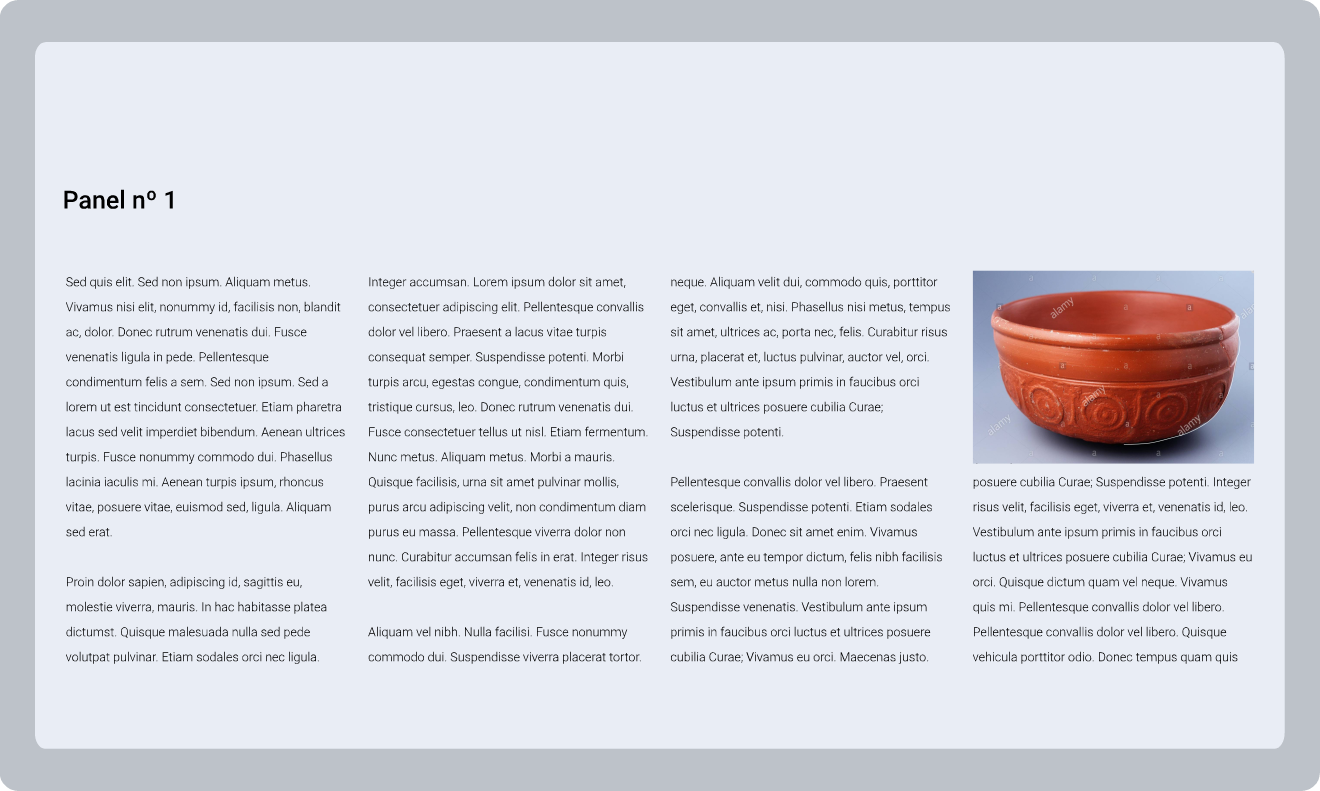 Panel nº 1
Sed quis elit. Sed non ipsum. Aliquam metus.
Vivamus nisi elit, nonummy id, facilisis non, blandit
ac, dolor. Donec rutrum venenatis dui. Fusce
venenatis ligula in pede. Pellentesque
condimentum felis a sem. Sed non ipsum. Sed a
lorem ut est tincidunt consectetuer. Etiam pharetra
lacus sed velit imperdiet bibendum. Aenean ultrices
turpis. Fusce nonummy commodo dui. Phasellus
lacinia iaculis mi. Aenean turpis ipsum, rhoncus
vitae, posuere vitae, euismod sed, ligula. Aliquam
sed erat.
Proin dolor sapien, adipiscing id, sagittis eu,
molestie viverra, mauris. In hac habitasse platea
dictumst. Quisque malesuada nulla sed pede
volutpat pulvinar. Etiam sodales orci nec ligula.
Integer accumsan. Lorem ipsum dolor sit amet,
consectetuer adipiscing elit. Pellentesque convallis
dolor vel libero. Praesent a lacus vitae turpis
consequat semper. Suspendisse potenti. Morbi
turpis arcu, egestas congue, condimentum quis,
tristique cursus, leo. Donec rutrum venenatis dui.
Fusce consectetuer tellus ut nisl. Etiam fermentum.
Nunc metus. Aliquam metus. Morbi a mauris.
Quisque facilisis, urna sit amet pulvinar mollis,
purus arcu adipiscing velit, non condimentum diam
purus eu massa. Pellentesque viverra dolor non
nunc. Curabitur accumsan felis in erat. Integer risus
velit, facilisis eget, viverra et, venenatis id, leo.
Aliquam vel nibh. Nulla facilisi. Fusce nonummy
commodo dui. Suspendisse viverra placerat tortor.
neque. Aliquam velit dui, commodo quis, porttitor
eget, convallis et, nisi. Phasellus nisi metus, tempus
sit amet, ultrices ac, porta nec, felis. Curabitur risus
urna, placerat et, luctus pulvinar, auctor vel, orci.
Vestibulum ante ipsum primis in faucibus orci
luctus et ultrices posuere cubilia Curae;
Suspendisse potenti.
Pellentesque convallis dolor vel libero. Praesent
scelerisque. Suspendisse potenti. Etiam sodales
orci nec ligula. Donec sit amet enim. Vivamus
posuere, ante eu tempor dictum, felis nibh facilisis
sem, eu auctor metus nulla non lorem.
Suspendisse venenatis. Vestibulum ante ipsum
primis in faucibus orci luctus et ultrices posuere
cubilia Curae; Vivamus eu orci. Maecenas justo.
alamy
alamy
alamy
alamy
posuere cubilia Curae; Suspendisse potenti. Integer
risus velit, facilisis eget, viverra et, venenatis id, leo.
Vestibulum ante ipsum primis in faucibus orci
luctus et ultrices posuere cubilia Curae; Vivamus eu
orci. Quisque dictum quam vel neque. Vivamus
quis mi. Pellentesque convallis dolor vel libero.
Pellentesque convallis dolor vel libero. Quisque
vehicula porttitor odio. Donec tempus quam quis